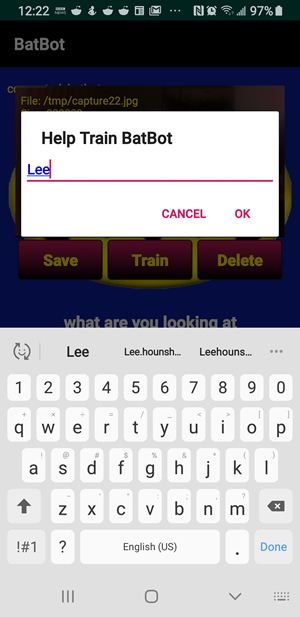 12:22 NEWS 97%
BatBot
File: /tmp/capture22.jpg
Help Train BatBot
Lee
CANCEL OK
Save Train Delete
what are you looking at
Lee Lee.hounsh... Leehouns... •••
1 2 3 4 5 6 7 8 9 0
q w e r t y u i o p
a s d f g h j k l
z x c v b n m
!#1 ? English (US) . Done